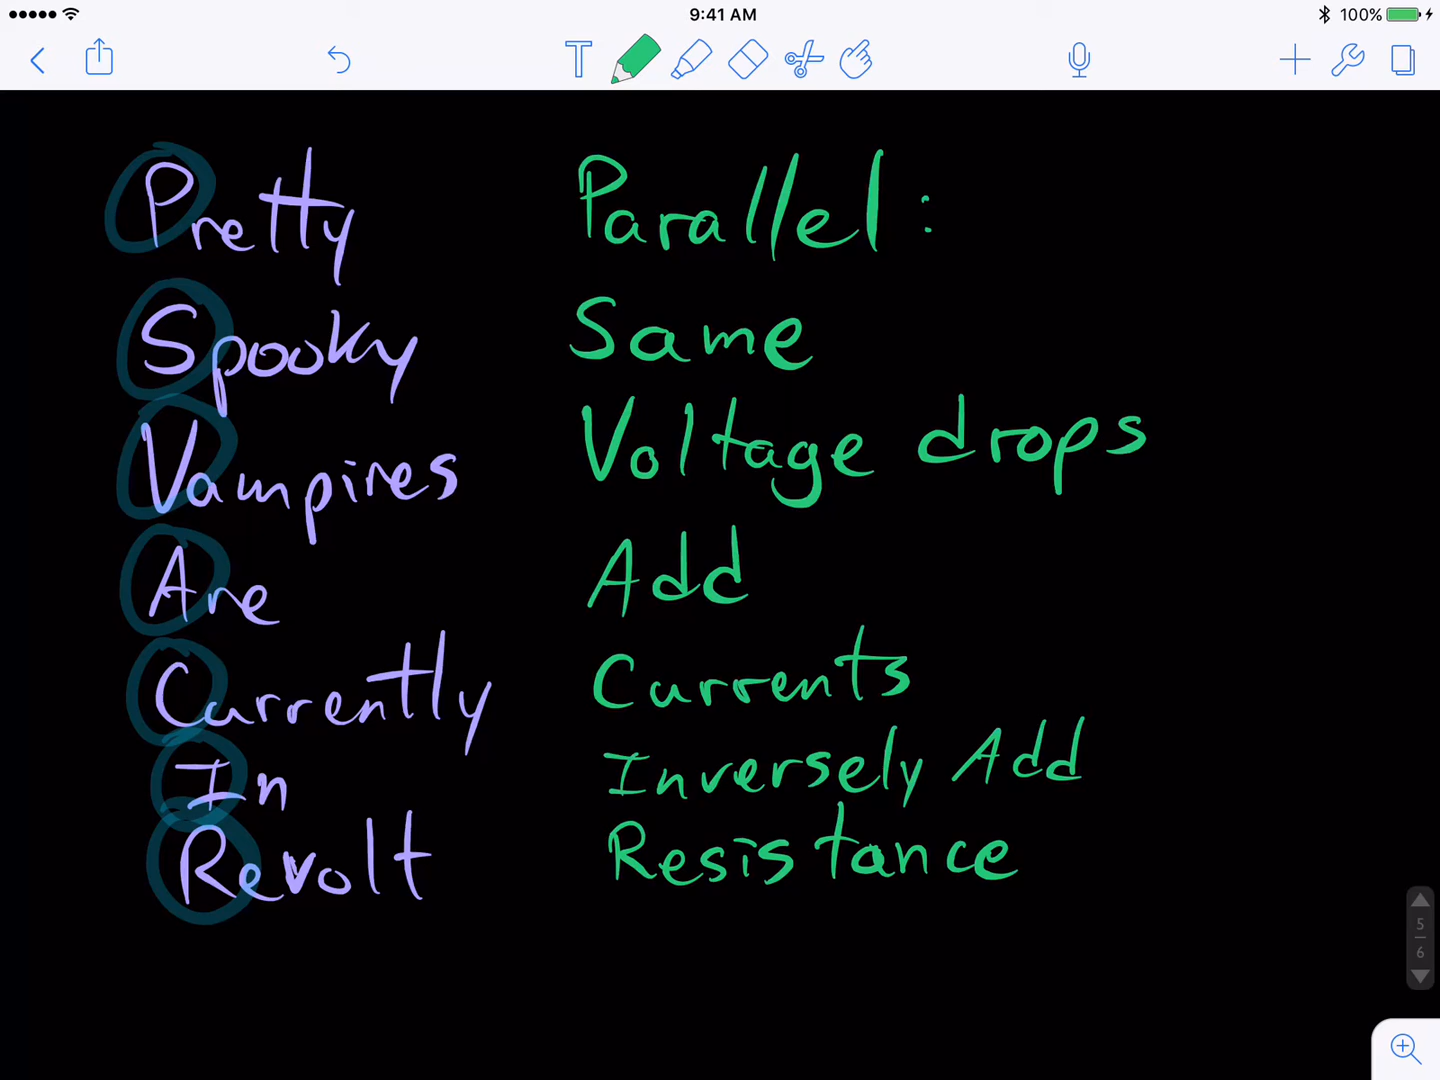 9:41 AM
100%
T
Pretty Parallel:
Spooky Same
Vampires Voltage drops
Are Add
Currently Currents
In Inversely Add
Revolt Resistance
5
6